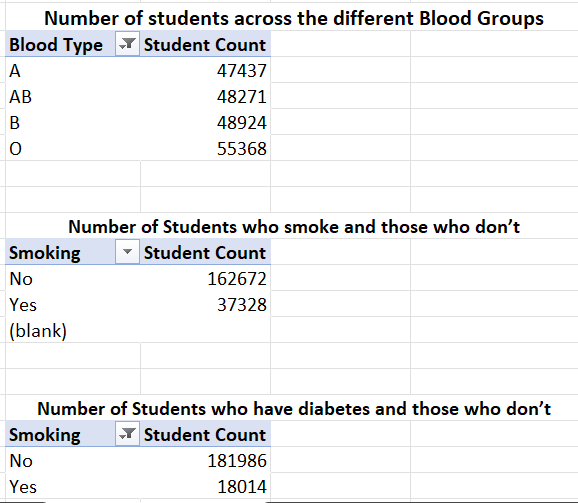 Number of students across the different Blood Groups
Blood Type Student Count
A 47437
AB 48271
B 48924
O 55368
Number of Students who smoke and those who don’t
Smoking Student Count
No 162672
Yes 37328
(blank)
Number of Students who have diabetes and those who don’t
Smoking Student Count
No 181986
Yes 18014